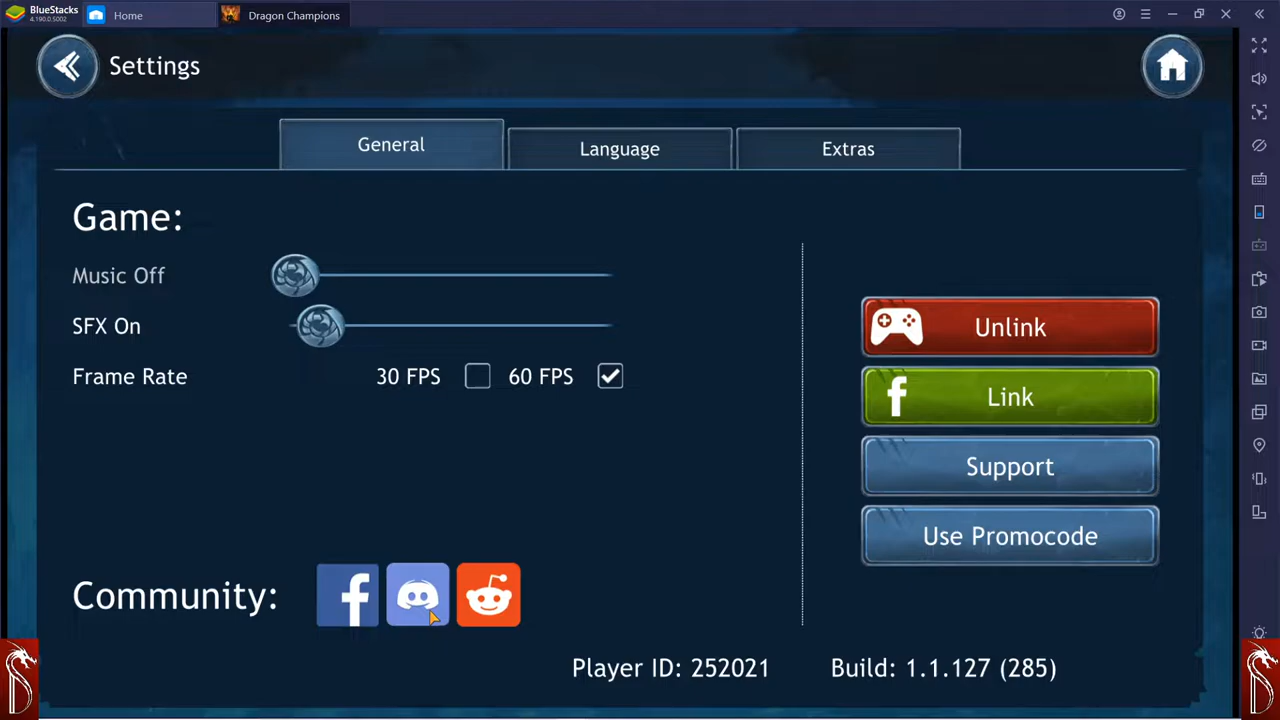 BlueStacks
4.190.0.5002
Home
Dragon Champions
Settings
General
Language
Extras
Game:
Music Off
SFX On
Frame Rate
30 FPS
60 FPS
Unlink
Link
Support
Use Promocode
Community:
Player ID: 252021
Build: 1.1.127 (285)